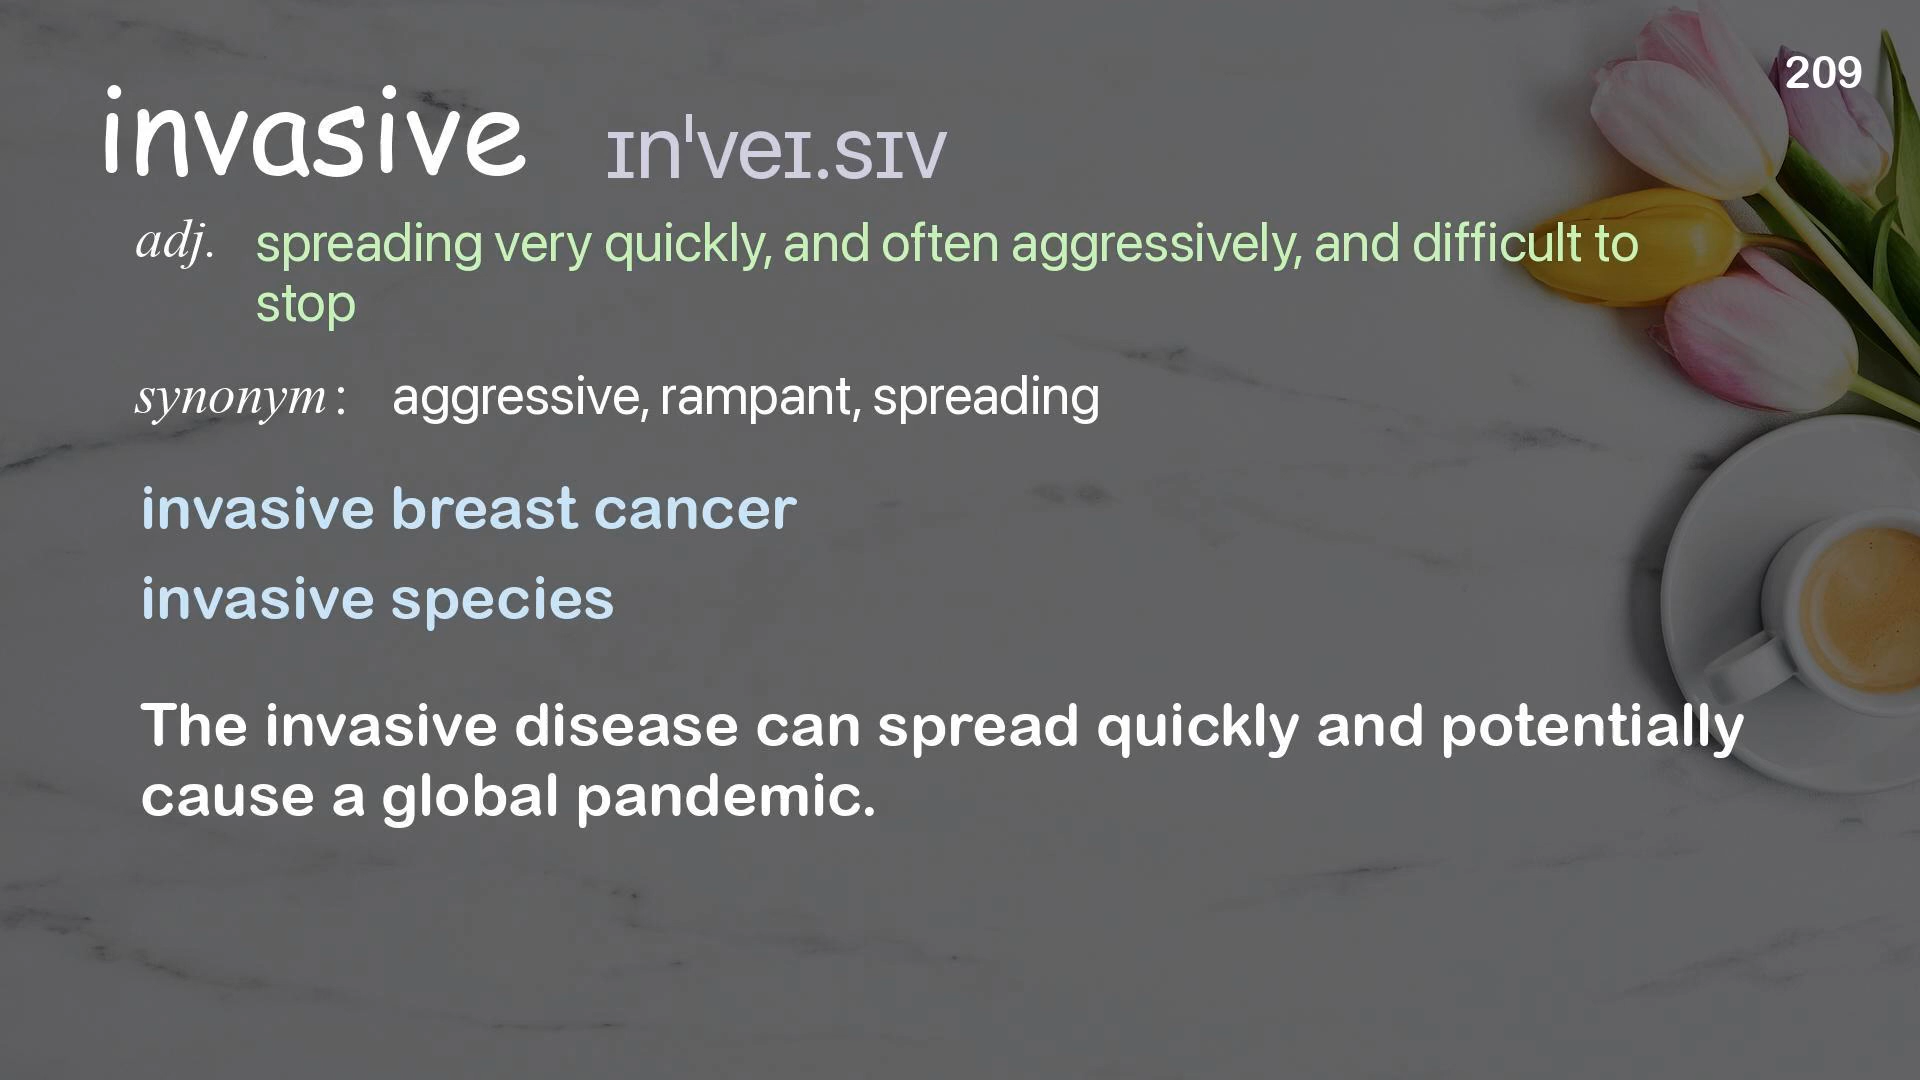 209
invasive ɪnˈveɪ.sɪv
adj. spreading very quickly, and often aggressively, and difficult to
stop
synonym : aggressive, rampant, spreading
invasive breast cancer
invasive species
The invasive disease can spread quickly and potentially
cause a global pandemic.